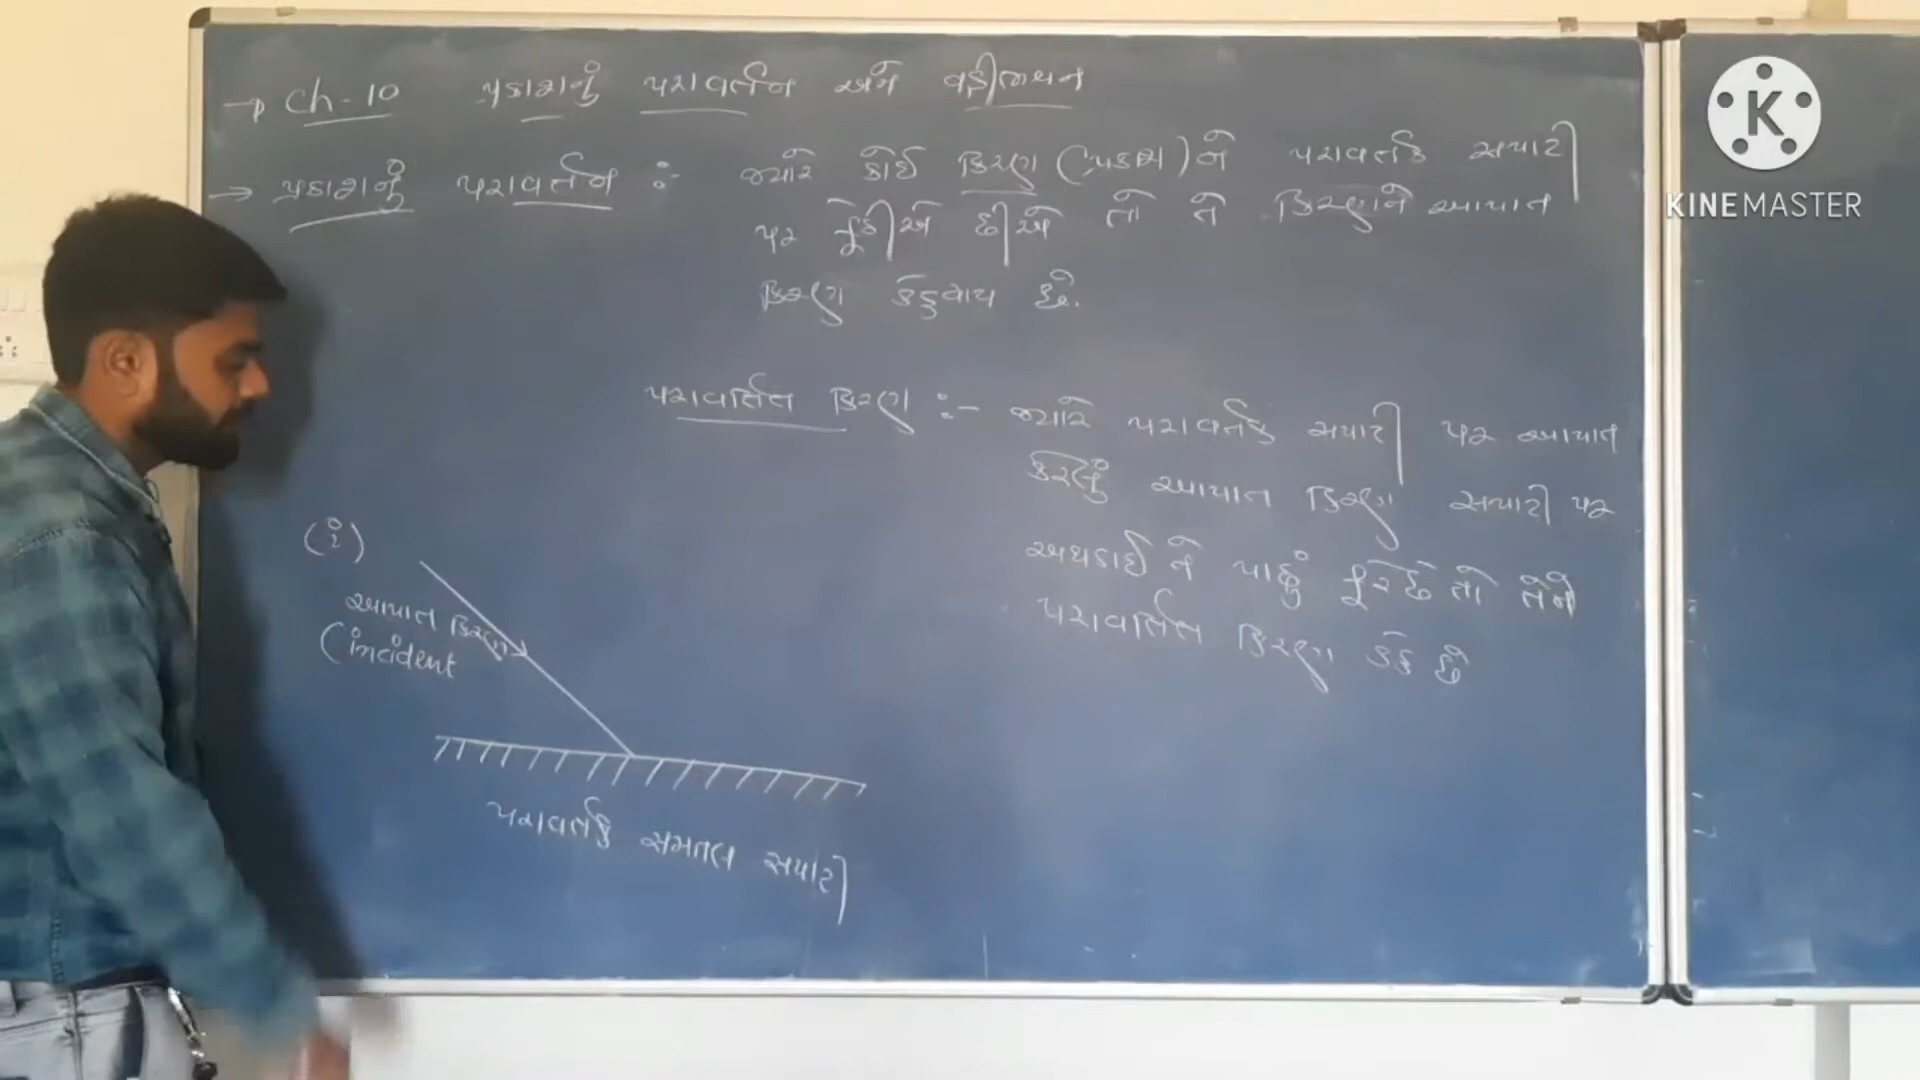 → Ch-10 પ્રકાશનું પરાવર્તન અને વક્રીભવન
→ પ્રકાશનું પરાવર્તન :- જ્યારે કોઈ કિરણ (પ્રકાશ) ને પરાવર્તક સપાટી
પર ફેંકીએ છીએ તો તે કિરણને આપાત
કિરણ કહેવાય છે.
પરાવર્તિત કિરણ :- જ્યારે પરાવર્તક સપાટી પર આપાત
કરેલું આપાત કિરણ સપાટી પર
અથડાઈ ને પાછું ફરે છે તો તેને
પરાવર્તિત કિરણ કહે છે
(i)
આપાત કિરણ
(incident
પરાવર્તક સમતલ સપાટી
K
KINEMASTER